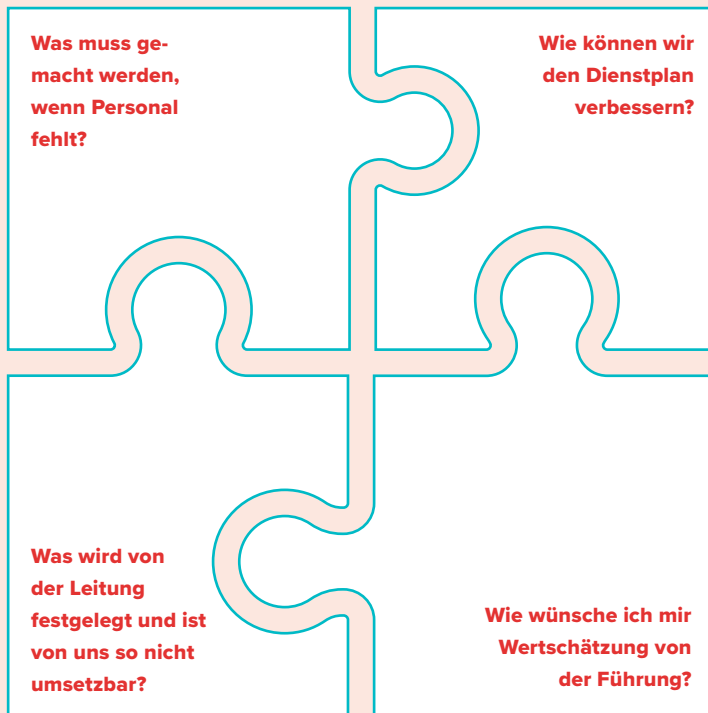 Was muss ge-
macht werden,
wenn Personal
fehlt?
Wie können wir
den Dienstplan
verbessern?
Was wird von
der Leitung
festgelegt und ist
von uns so nicht
umsetzbar?
Wie wünsche ich mir
Wertschätzung von
der Führung?